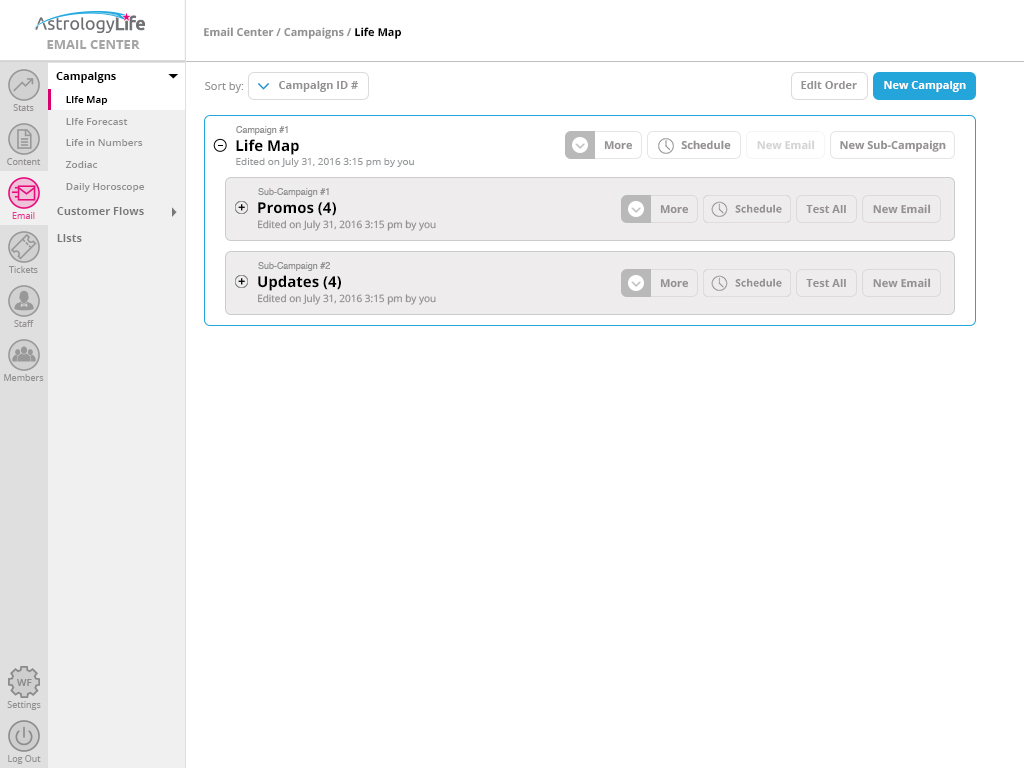 AstrologyLife
EMAIL CENTER
Email Center / Campaigns / Life Map
Stats
Content
Email
Tickets
Staff
Members
WF
Settings
Log Out
Campaigns
LIfe Map
LIfe Forecast
Life in Numbers
Zodiac
Daily Horoscope
Customer Flows
LIsts
Sort by:
Campaign ID #
Edit Order
New Campaign
Campaign #1
Life Map
Edited on July 31, 2016 3:15 pm by you
More
Schedule
New Email
New Sub-Campaign
Sub-Campaign #1
Promos (4)
Edited on July 31, 2016 3:15 pm by you
More
Schedule
Test All
New Email
Sub-Campaign #2
Updates (4)
Edited on July 31, 2016 3:15 pm by you
More
Schedule
Test All
New Email